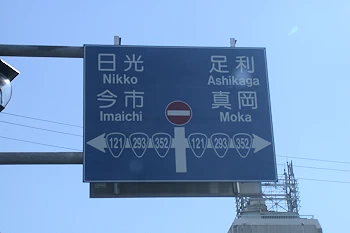 日光 足利
Nikko Ashikaga
今市 真岡
Imaichi Moka
121 293 352 121 293 352